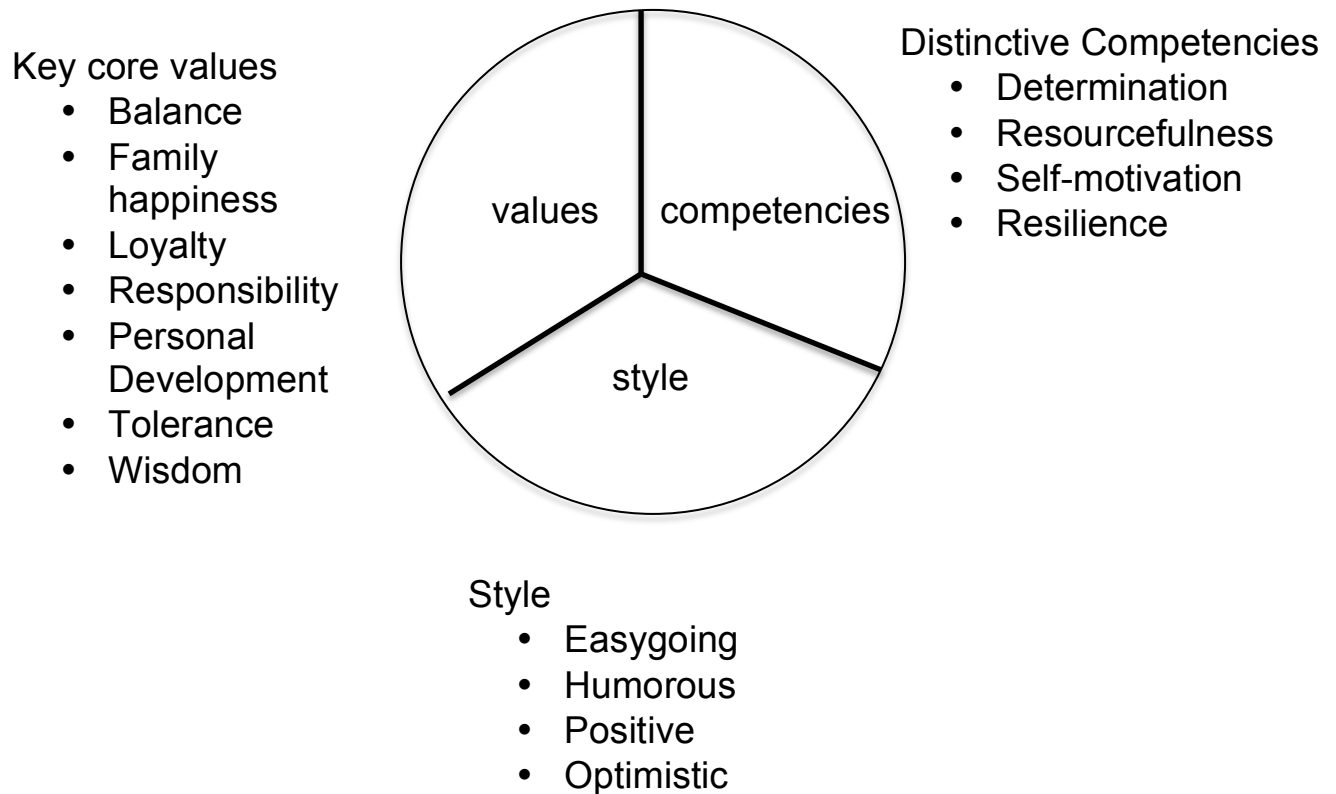 Key core values
• Balance
• Family
happiness
• Loyalty
• Responsibility
• Personal
Development
• Tolerance
• Wisdom
values
competencies
style
Distinctive Competencies
• Determination
• Resourcefulness
• Self-motivation
• Resilience
Style
• Easygoing
• Humorous
• Positive
• Optimistic